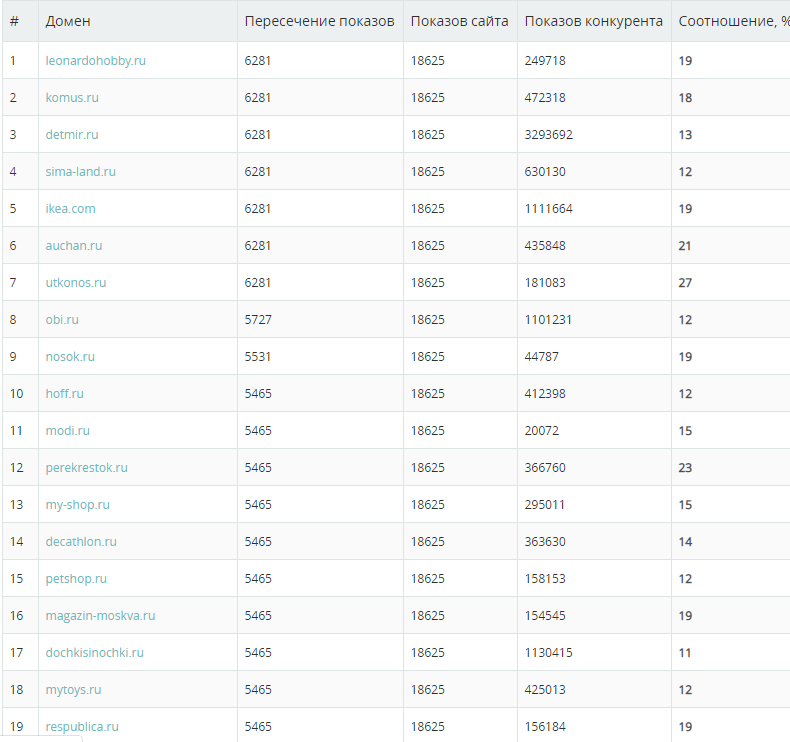 # Домен Пересечение показов Показов сайта Показов конкурента Соотношение, %
1 leonardohobby.ru 6281 18625 249718 19
2 komus.ru 6281 18625 472318 18
3 detmir.ru 6281 18625 3293692 13
4 sima-land.ru 6281 18625 630130 12
5 ikea.com 6281 18625 1111664 19
6 auchan.ru 6281 18625 435848 21
7 utkonos.ru 6281 18625 181083 27
8 obi.ru 5727 18625 1101231 12
9 nosok.ru 5531 18625 44787 19
10 hoff.ru 5465 18625 412398 12
11 modi.ru 5465 18625 20072 15
12 perekrestok.ru 5465 18625 366760 23
13 my-shop.ru 5465 18625 295011 15
14 decathlon.ru 5465 18625 363630 14
15 petshop.ru 5465 18625 158153 12
16 magazin-moskva.ru 5465 18625 154545 19
17 dochkisinochki.ru 5465 18625 1130415 11
18 mytoys.ru 5465 18625 425013 12
19 respublica.ru 5465 18625 156184 19